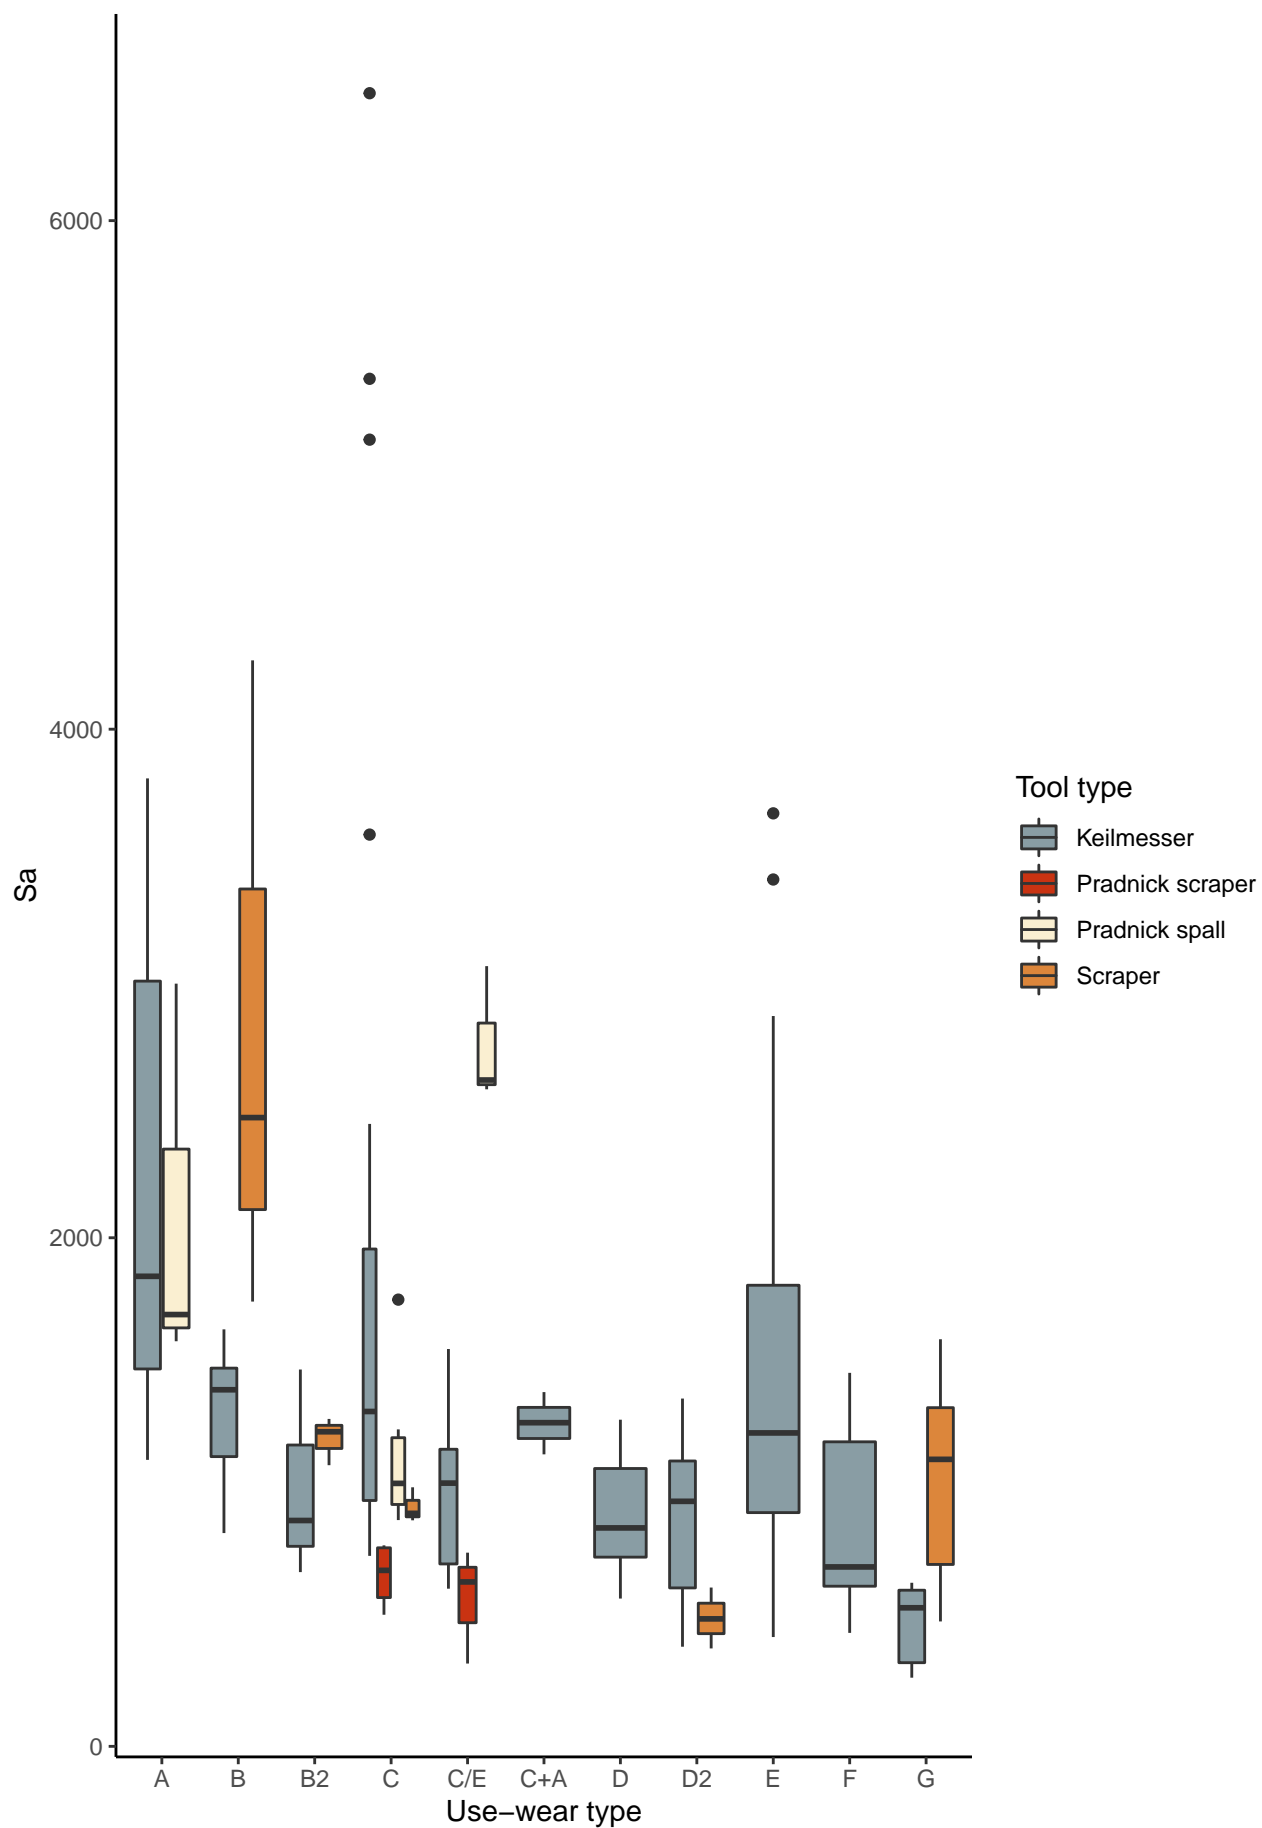 6000
4000
2000
0
Sa
A B B2 C C/E C+A D D2 E F G
Use−wear type
Tool type
Keilmesser
Pradnick scraper
Pradnick spall
Scraper